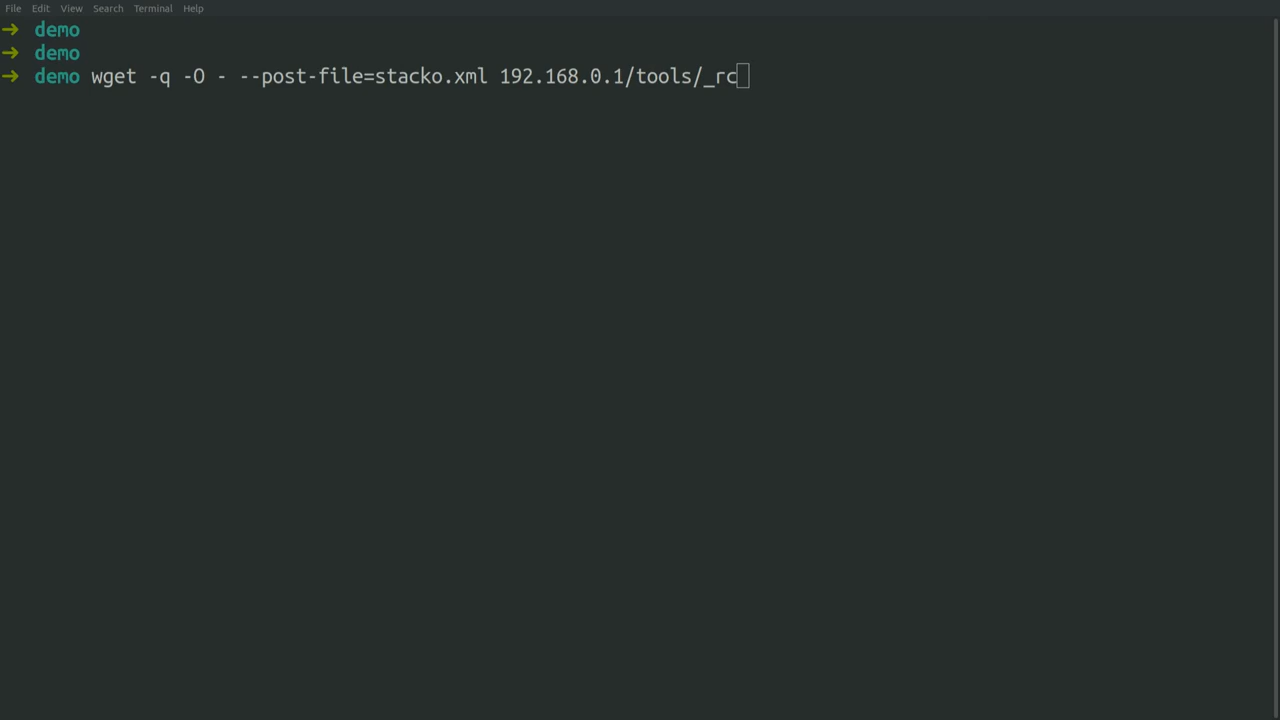 File Edit View Search Terminal Help
➜ demo
➜ demo
➜ demo wget -q -O - --post-file=stacko.xml 192.168.0.1/tools/_rc